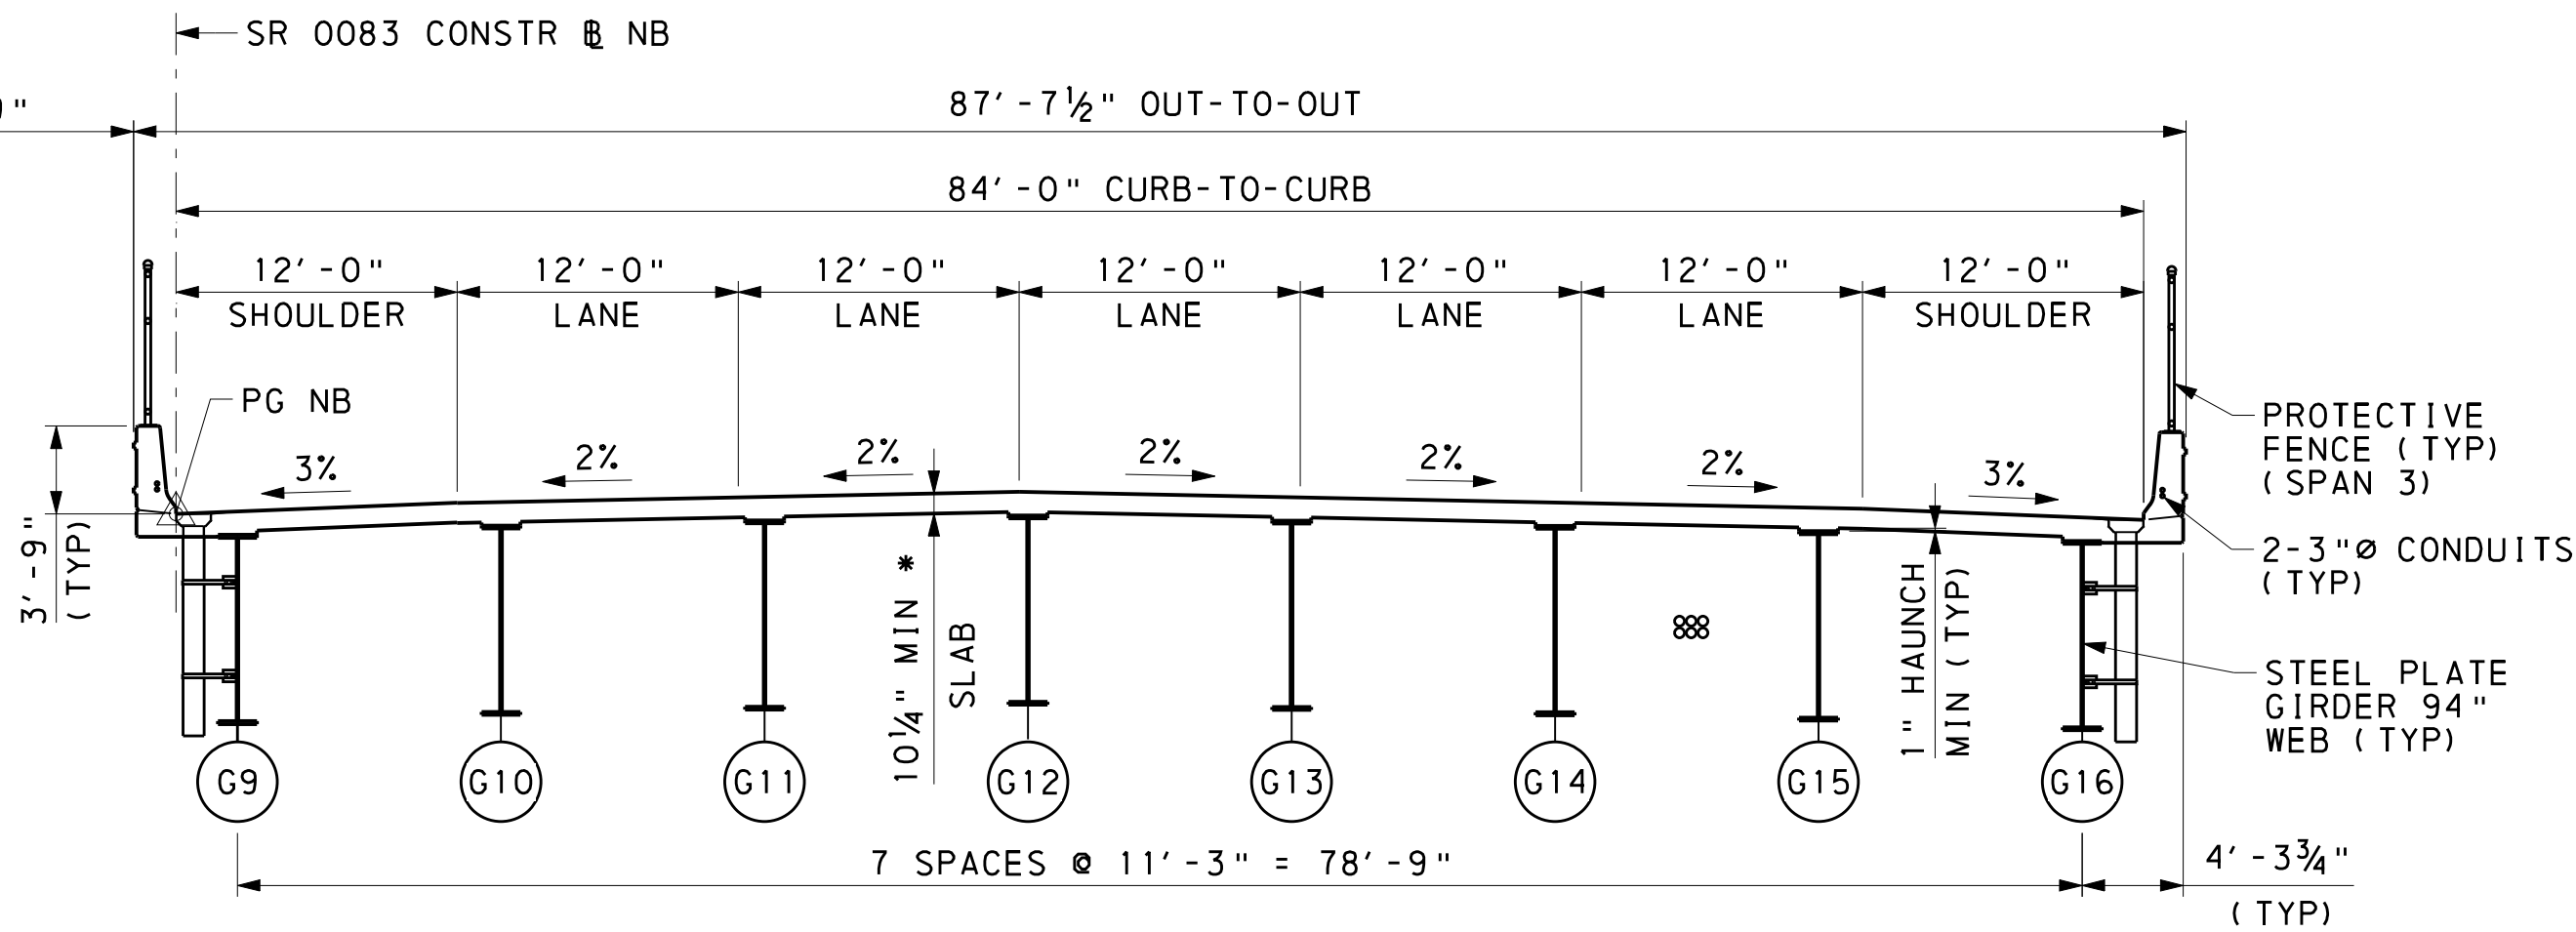 SR 0083 CONSTR BL NB
87'-7½" OUT-TO-OUT
84'-0" CURB-TO-CURB
12'-0" 12'-0" 12'-0" 12'-0" 12'-0" 12'-0" 12'-0"
SHOULDER LANE LANE LANE LANE LANE SHOULDER
PG NB
3% 2% 2% 2% 2% 2% 3%
PROTECTIVE
FENCE (TYP)
(SPAN 3)
3'-9"
(TYP)
2-3"Ø CONDUITS
(TYP)
10¼" MIN *
SLAB
1" HAUNCH
MIN (TYP)
STEEL PLATE
GIRDER 94"
WEB (TYP)
G9 G10 G11 G12 G13 G14 G15 G16
7 SPACES @ 11'-3" = 78'-9"
4'-3¾"
(TYP)